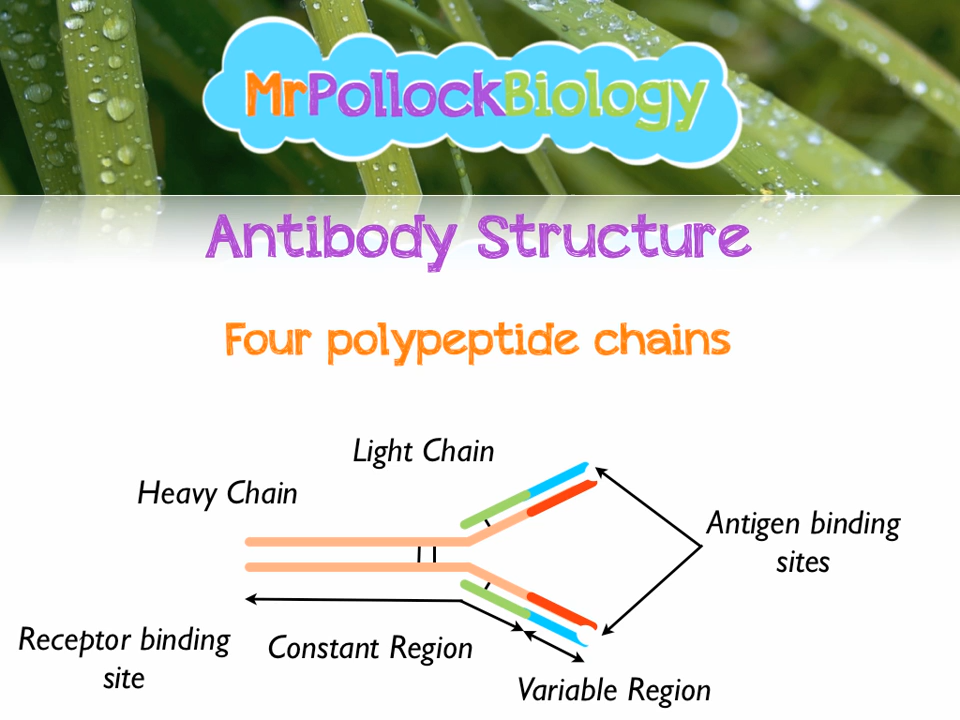 MrPollockBiology
Antibody Structure
Four polypeptide chains
Light Chain
Heavy Chain
Antigen binding
sites
Receptor binding
site
Constant Region
Variable Region